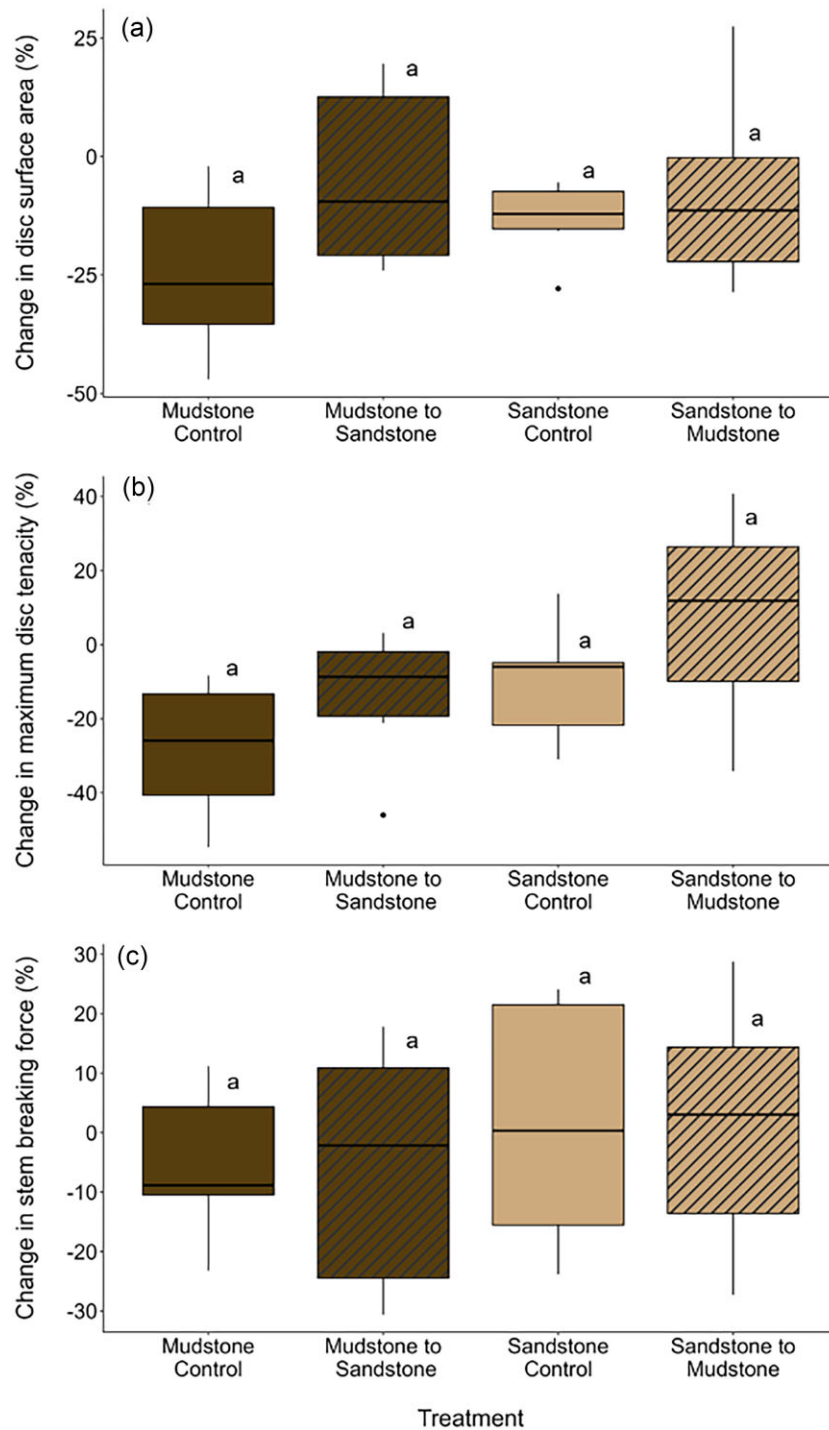 (a)
Change in disc surface area (%)
25
0
-25
-50
a
a
a
a
Mudstone Control
Mudstone to Sandstone
Sandstone Control
Sandstone to Mudstone
(b)
Change in maximum disc tenacity (%)
40
20
0
-20
-40
a
a
a
a
Mudstone Control
Mudstone to Sandstone
Sandstone Control
Sandstone to Mudstone
(c)
Change in stem breaking force (%)
30
20
10
0
-10
-20
-30
a
a
a
a
Mudstone Control
Mudstone to Sandstone
Sandstone Control
Sandstone to Mudstone
Treatment